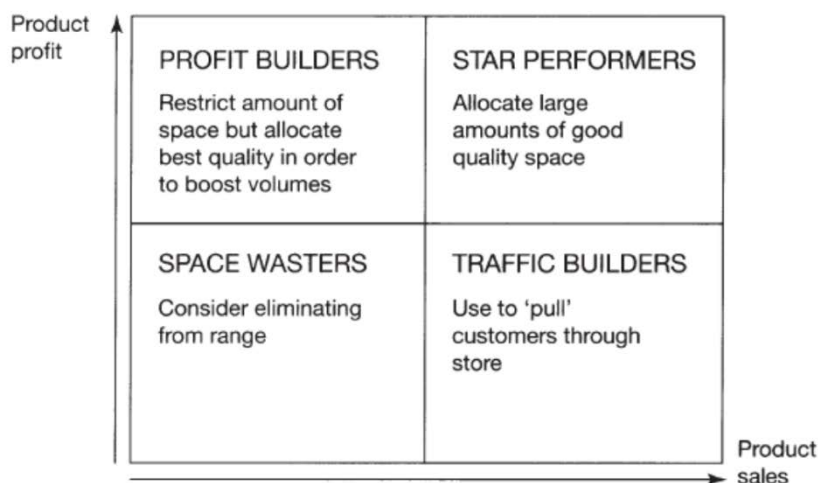 Product
profit
PROFIT BUILDERS
Restrict amount of
space but allocate
best quality in order
to boost volumes
STAR PERFORMERS
Allocate large
amounts of good
quality space
SPACE WASTERS
Consider eliminating
from range
TRAFFIC BUILDERS
Use to ‘pull’
customers through
store
Product
sales